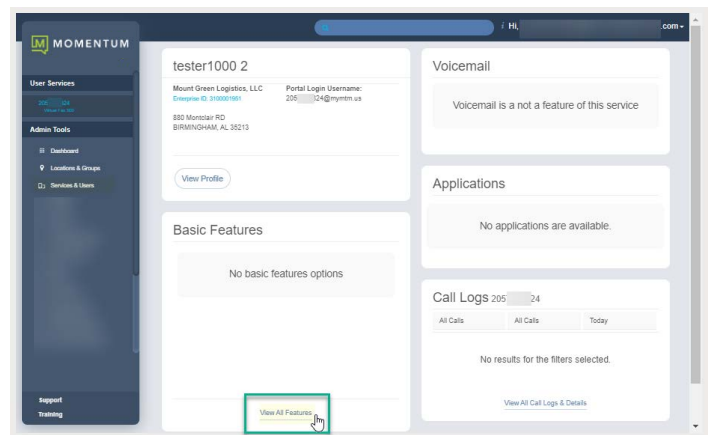 MOMENTUM
Hi,
.com
User Services
Admin Tools
Dashboard
Locations & Groups
Services & Users
Support
Training
tester1000 2
Mount Green Logistics, LLC
Enterprise ID: 3100001951
880 Montclair RD
BIRMINGHAM, AL 35213
Portal Login Username:
205 24@mymtm.us
View Profile
Basic Features
No basic features options
View All Features
Voicemail
Voicemail is a not a feature of this service
Applications
No applications are available.
Call Logs 205 24
All Calls All Calls Today
No results for the filters selected.
View All Call Logs & Details